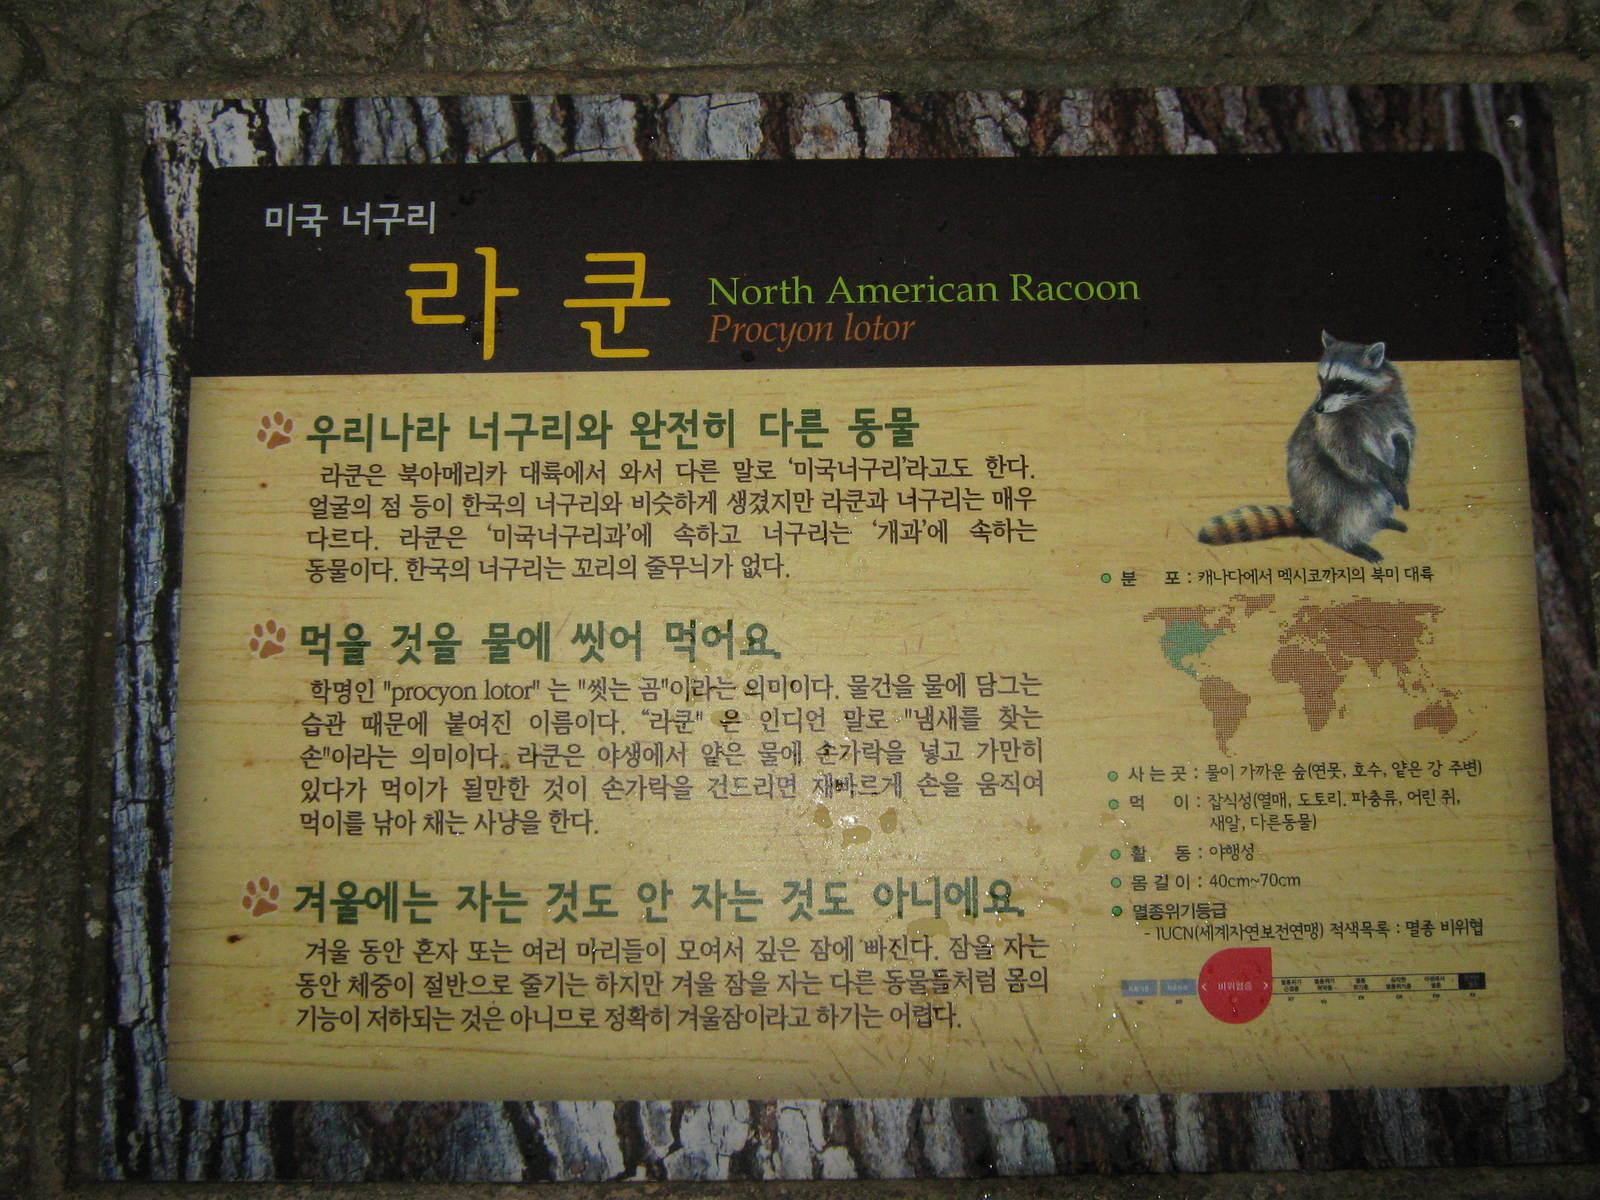 미국 너구리
라쿤
North American Racoon
Procyon lotor
우리나라 너구리와 완전히 다른 동물
라쿤은 북아메리카 대륙에서 와서 다른 말로 ‘미국너구리’라고도 한다.
얼굴의 점 등이 한국의 너구리와 비슷하게 생겼지만 라쿤과 너구리는 매우
다르다. 라쿤은 ‘미국너구리과’에 속하고 너구리는 ‘개과’에 속하는
동물이다. 한국의 너구리는 꼬리의 줄무늬가 없다.
먹을 것을 물에 씻어 먹어요.
학명인 "procyon lotor" 는 "씻는 곰"이라는 의미이다. 물건을 물에 담그는
습관 때문에 붙여진 이름이다. “라쿤" 은 인디언 말로 "냄새를 찾는
손"이라는 의미이다. 라쿤은 야생에서 얕은 물에 손가락을 넣고 가만히
있다가 먹이가 될만한 것이 손가락을 건드리면 재빠르게 손을 움직여
먹이를 낚아 채는 사냥을 한다.
겨울에는 자는 것도 안 자는 것도 아니에요.
겨울 동안 혼자 또는 여러 마리들이 모여서 깊은 잠에 빠진다. 잠을 자는
동안 체중이 절반으로 줄기는 하지만 겨울 잠을 자는 다른 동물들처럼 몸의
기능이 저하되는 것은 아니므로 정확히 겨울잠이라고 하기는 어렵다.
분 포 : 캐나다에서 멕시코까지의 북미 대륙
사는곳 : 물이 가까운 숲(연못, 호수, 얕은 강 주변)
먹 이 : 잡식성(열매, 도토리. 파충류, 어린 쥐,
새알, 다른동물)
활 동 : 야행성
몸길이 : 40cm~70cm
멸종위기등급
- IUCN(세계자연보전연맹) 적색목록 : 멸종 비위협
< 비위협종 >